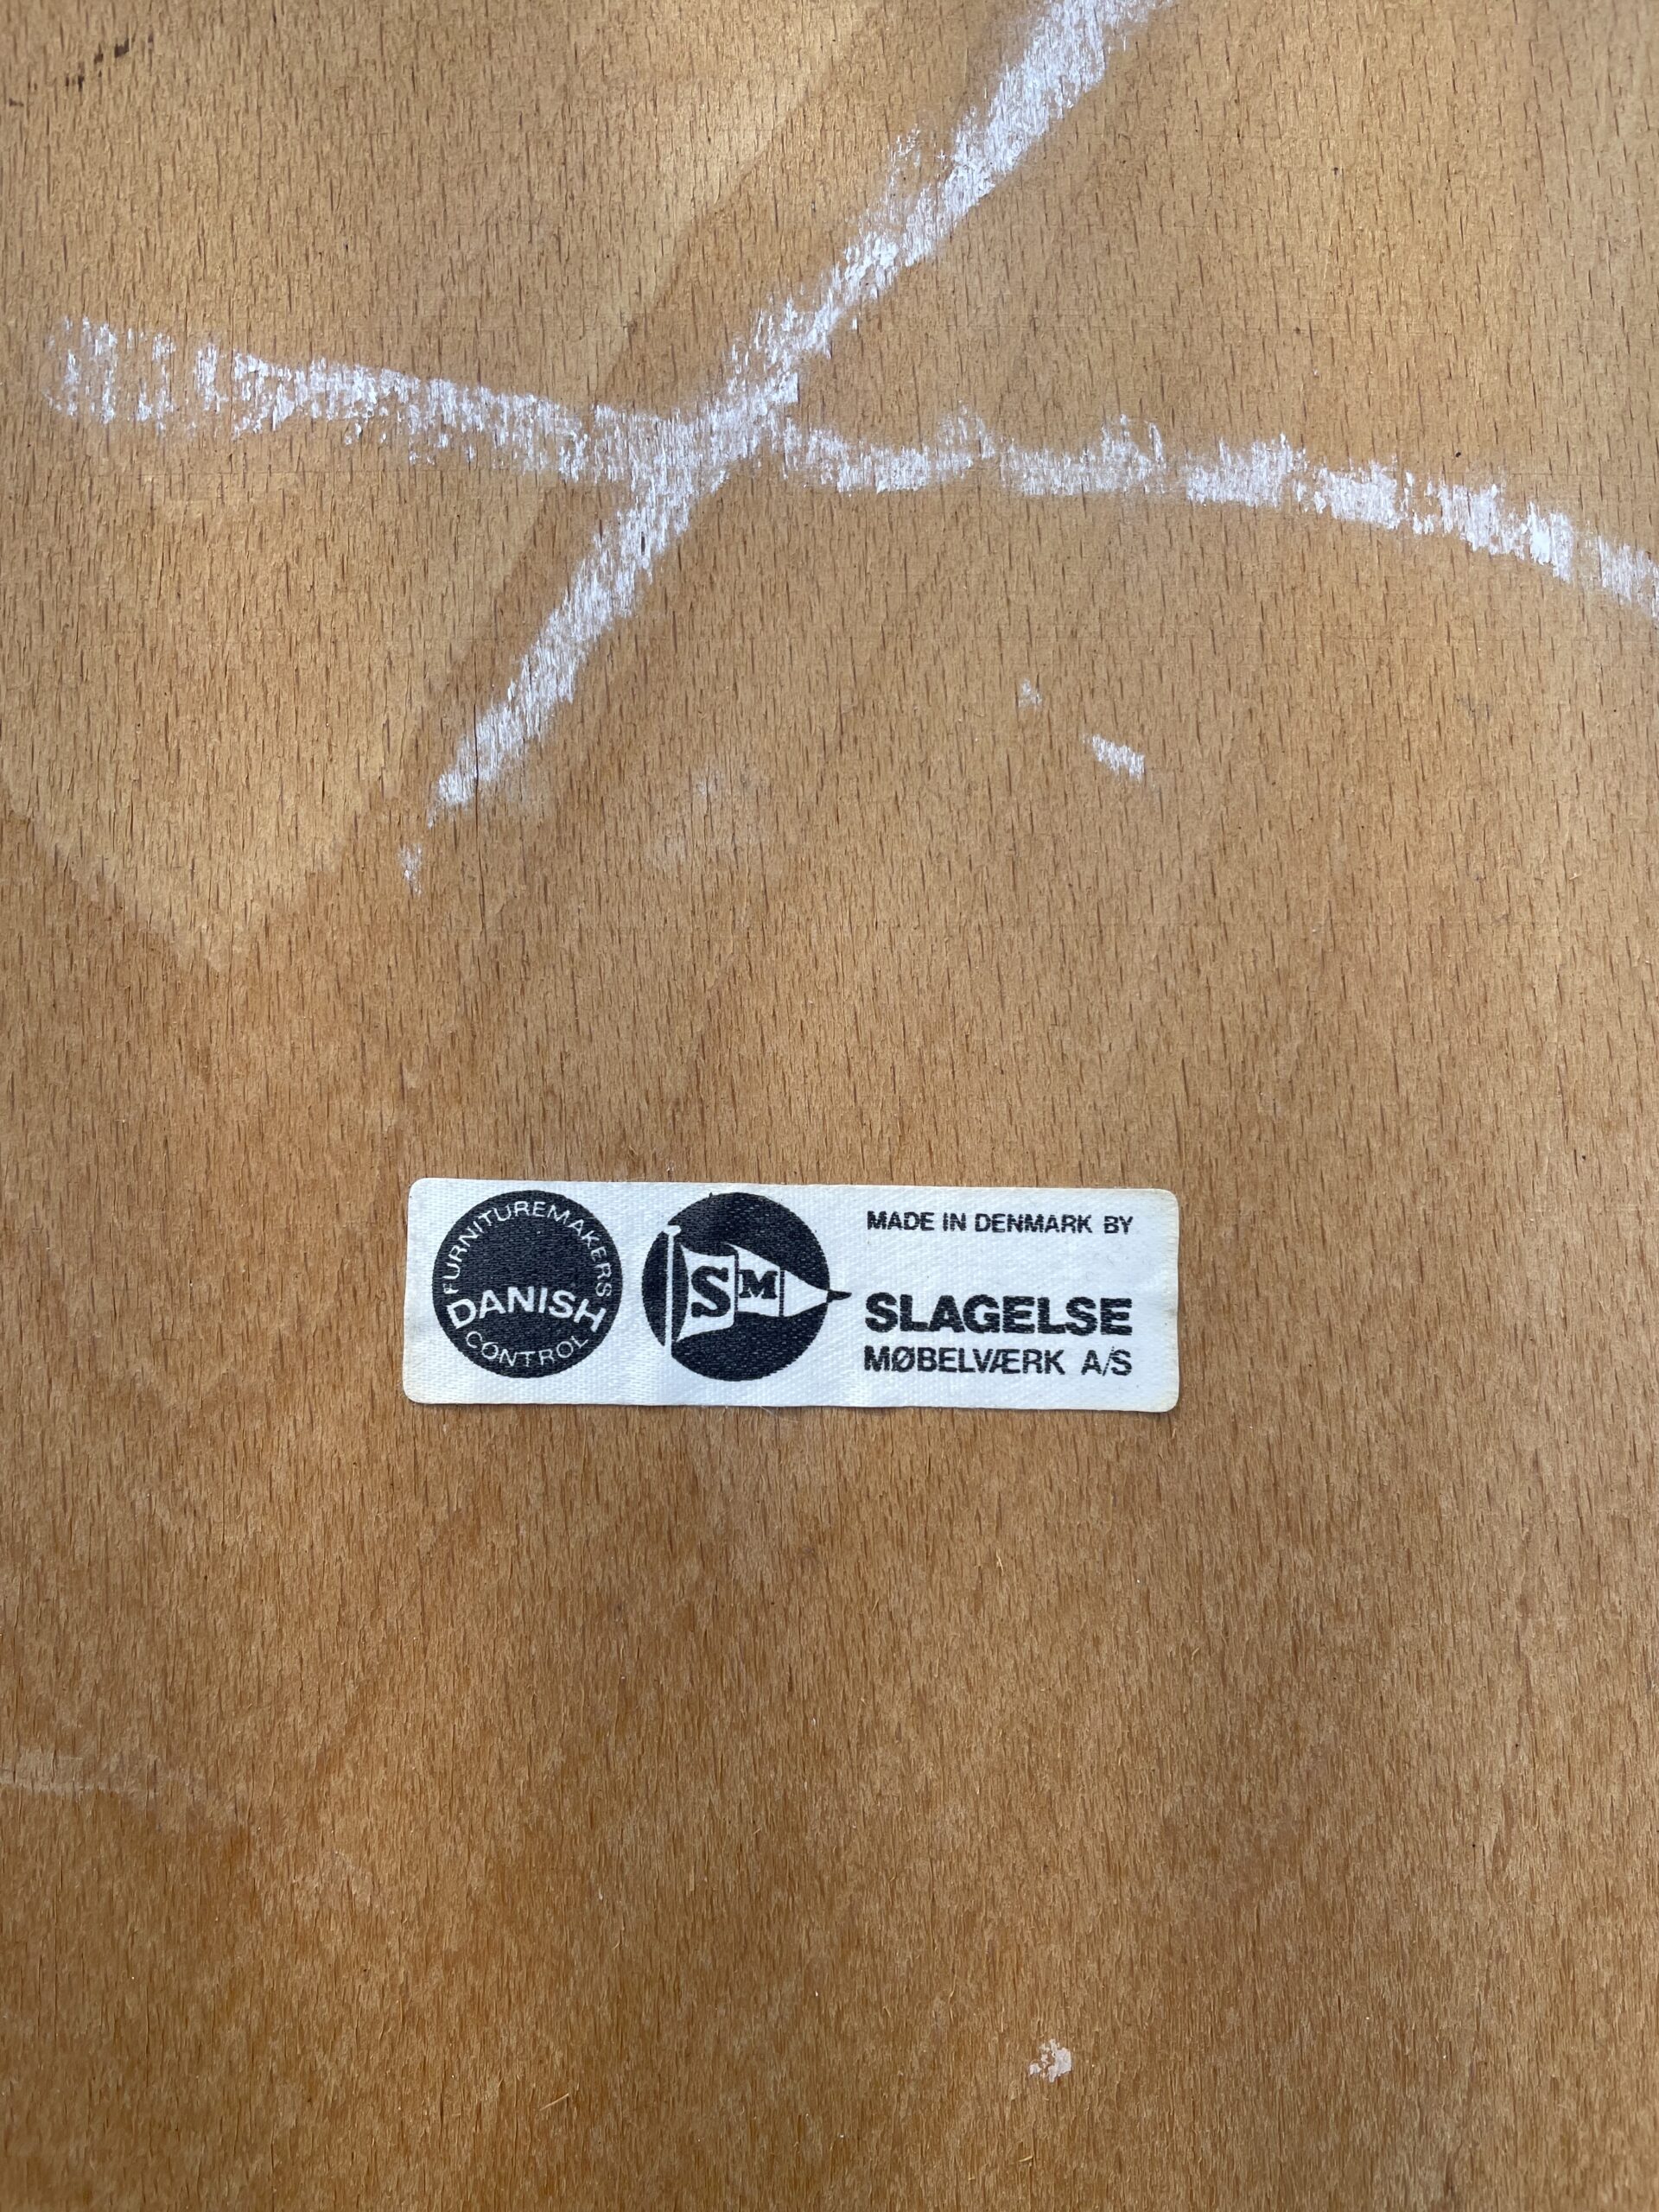 FURNITUREMAKERS
DANISH
CONTROL
SM
MADE IN DENMARK BY
SLAGELSE
MØBELVÆRK A/S